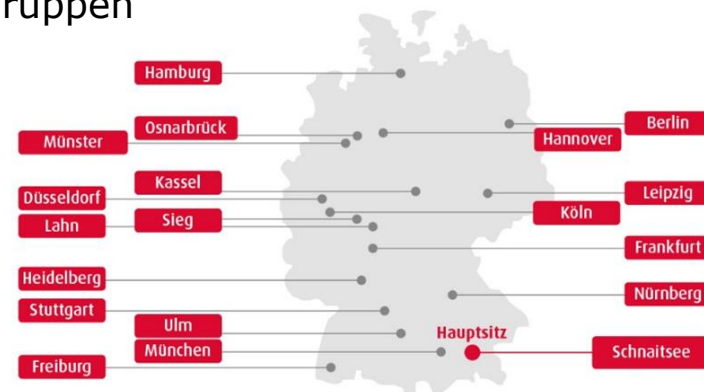 ruppen
Hamburg
Osnarbrück
Berlin
Münster
Hannover
Kassel
Düsseldorf
Leipzig
Lahn
Sieg
Köln
Frankfurt
Heidelberg
Nürnberg
Stuttgart
Ulm
Hauptsitz
München
Schnaitsee
Freiburg